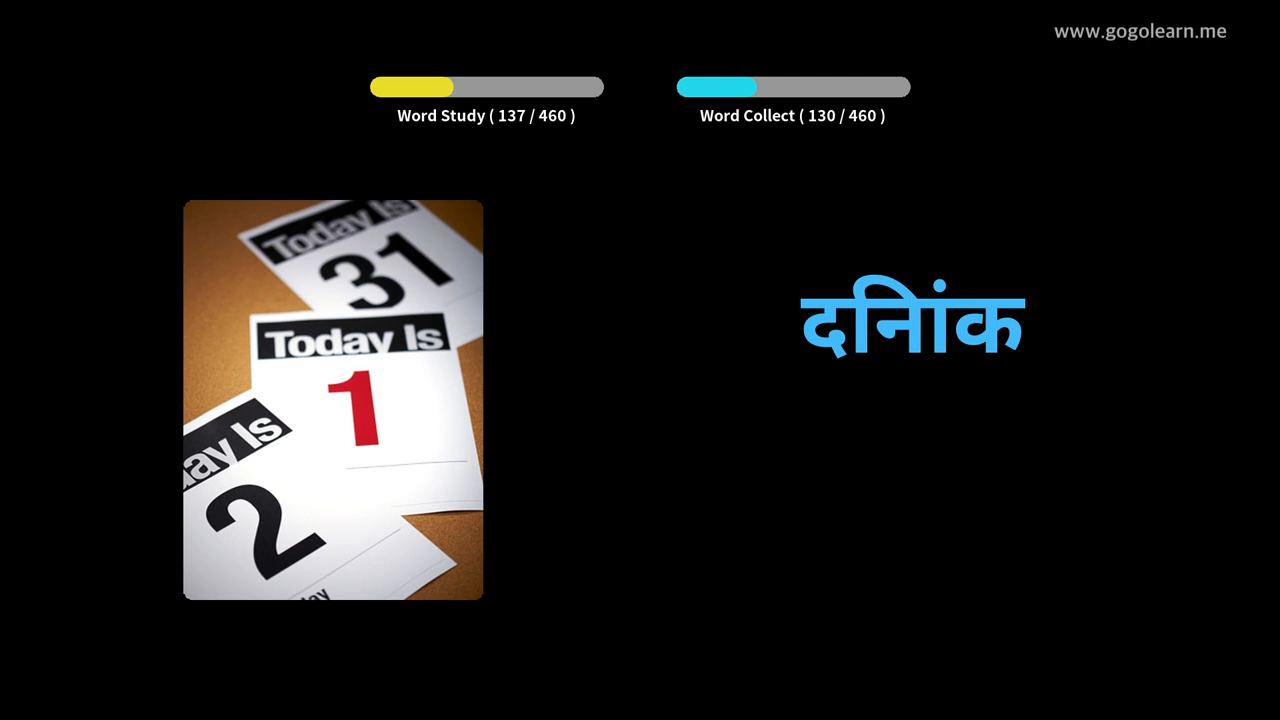 www.gogolearn.me
Word Study ( 137 / 460 )
Word Collect ( 130 / 460 )
Today Is
31
Today Is
1
ay Is
2
दनिांक